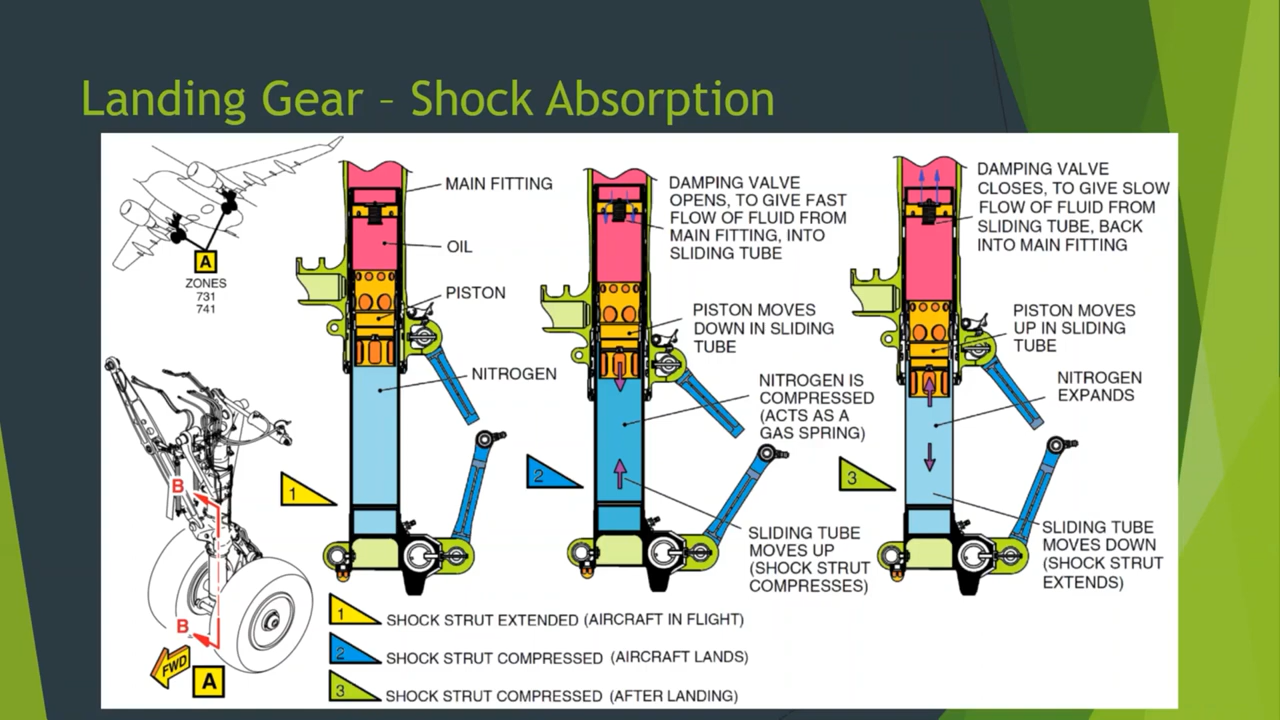 Landing Gear – Shock Absorption
A
ZONES
731
741
B
B
FWD
A
MAIN FITTING
OIL
PISTON
NITROGEN
1
DAMPING VALVE
OPENS, TO GIVE FAST
FLOW OF FLUID FROM
MAIN FITTING, INTO
SLIDING TUBE
PISTON MOVES
DOWN IN SLIDING
TUBE
NITROGEN IS
COMPRESSED
(ACTS AS A
GAS SPRING)
2
SLIDING TUBE
MOVES UP
(SHOCK STRUT
COMPRESSES)
DAMPING VALVE
CLOSES, TO GIVE SLOW
FLOW OF FLUID FROM
SLIDING TUBE, BACK
INTO MAIN FITTING
PISTON MOVES
UP IN SLIDING
TUBE
NITROGEN
EXPANDS
3
SLIDING TUBE
MOVES DOWN
(SHOCK STRUT
EXTENDS)
1 SHOCK STRUT EXTENDED (AIRCRAFT IN FLIGHT)
2 SHOCK STRUT COMPRESSED (AIRCRAFT LANDS)
3 SHOCK STRUT COMPRESSED (AFTER LANDING)